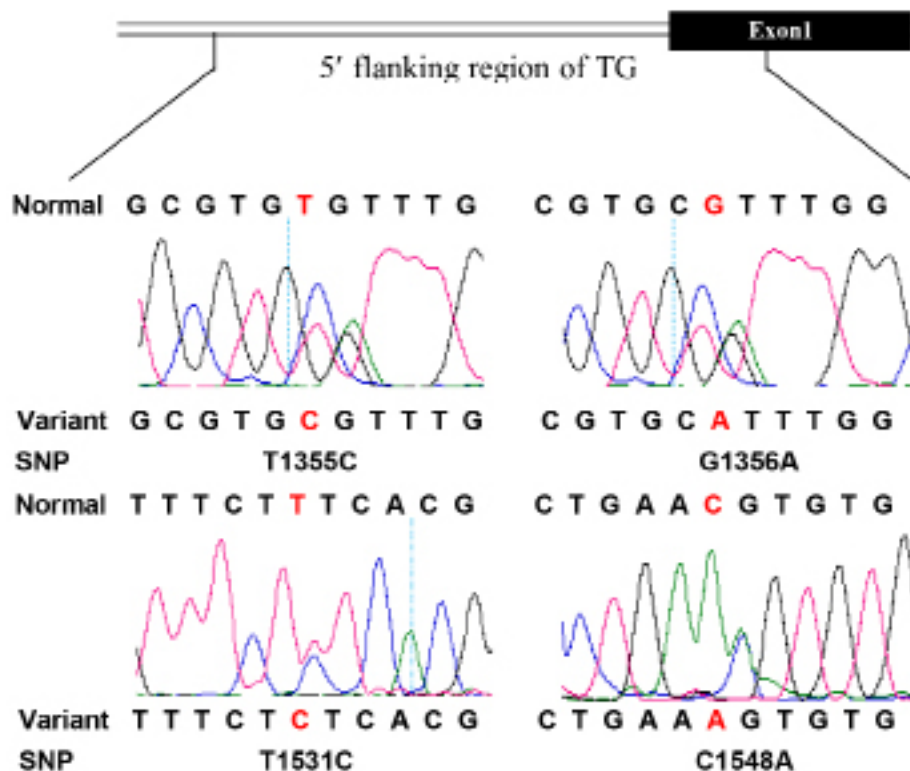 Exon1
5' flanking region of TG
Normal G C G T G T G T T T G C G T G C G T T T G G
Variant G C G T G C G T T T G C G T G C A T T T G G
SNP T1355C G1356A
Normal T T T C T T T C A C G C T G A A C G T G T G
Variant T T T C T C T C A C G C T G A A A G T G T G
SNP T1531C C1548A